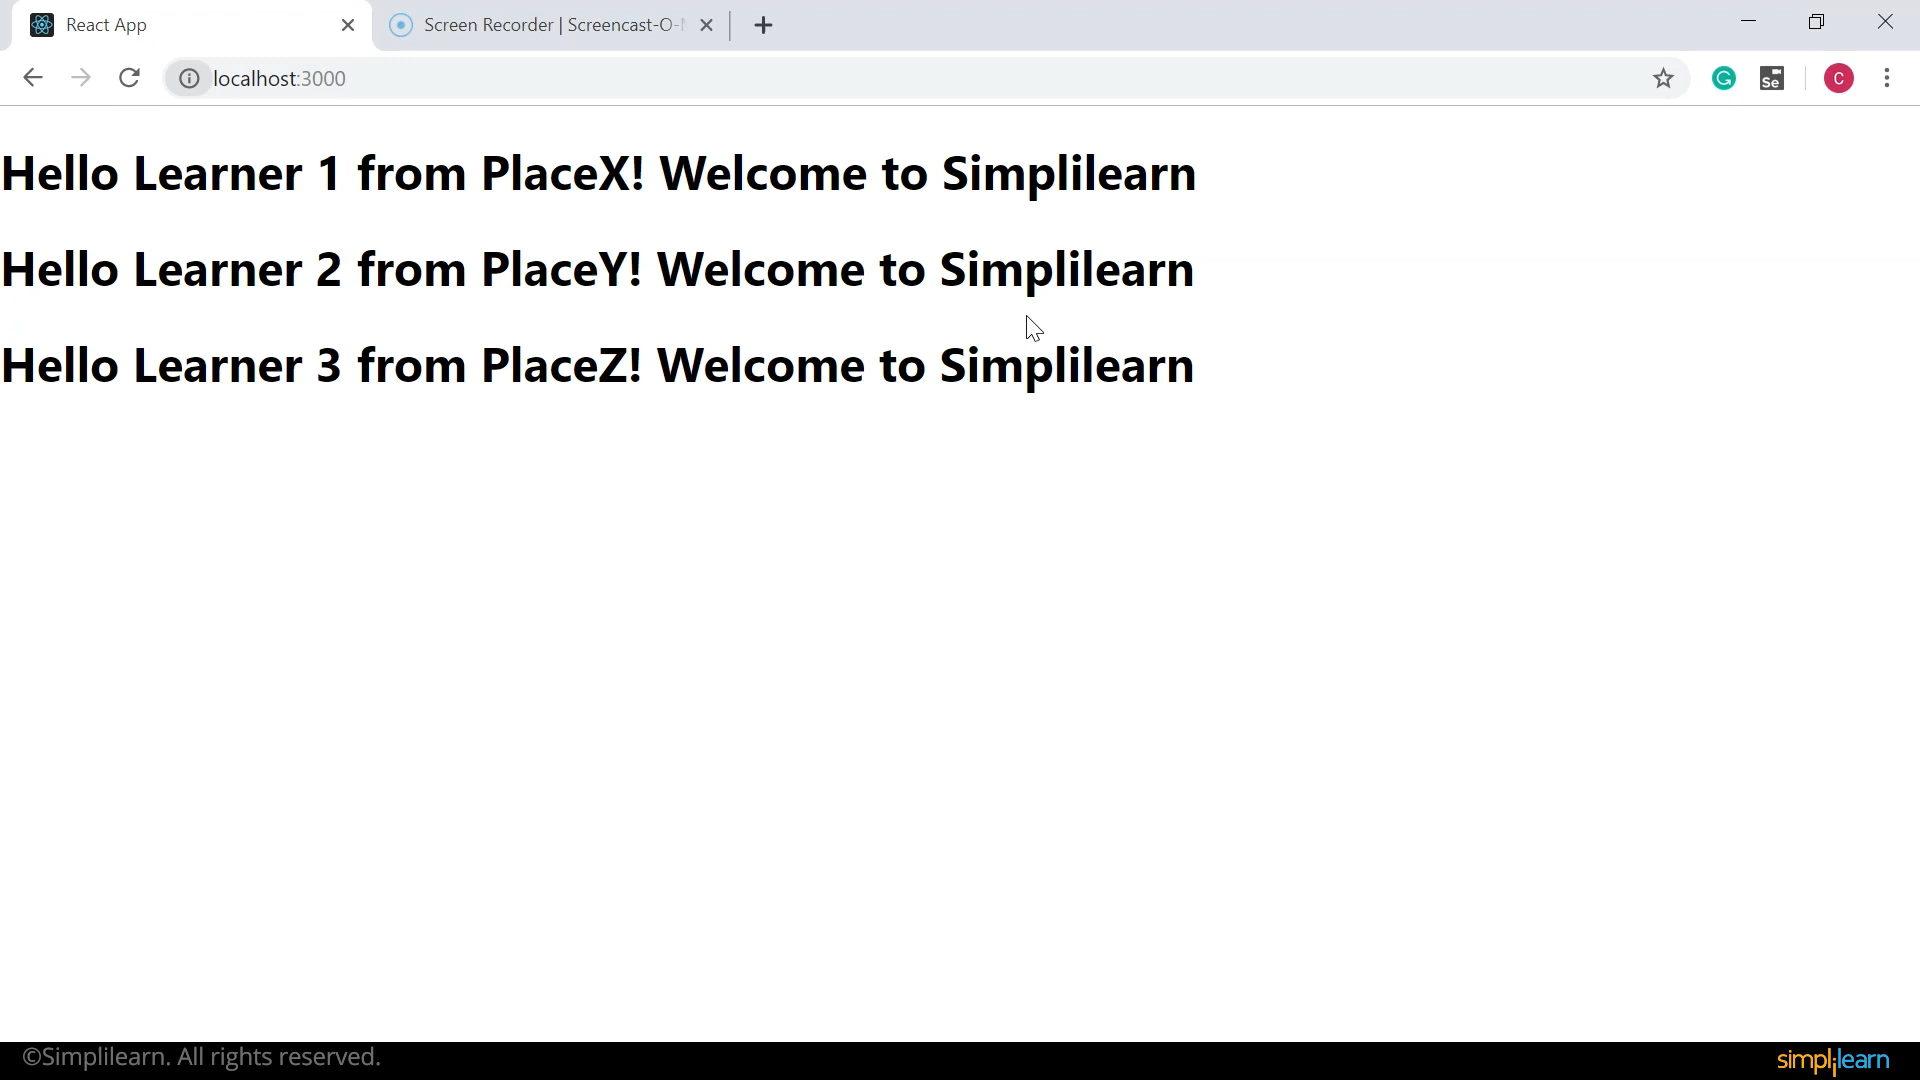 React App
Screen Recorder | Screencast-O-
localhost:3000
Se
C
Hello Learner 1 from PlaceX! Welcome to Simplilearn
Hello Learner 2 from PlaceY! Welcome to Simplilearn
Hello Learner 3 from PlaceZ! Welcome to Simplilearn
©Simplilearn. All rights reserved.
simplilearn